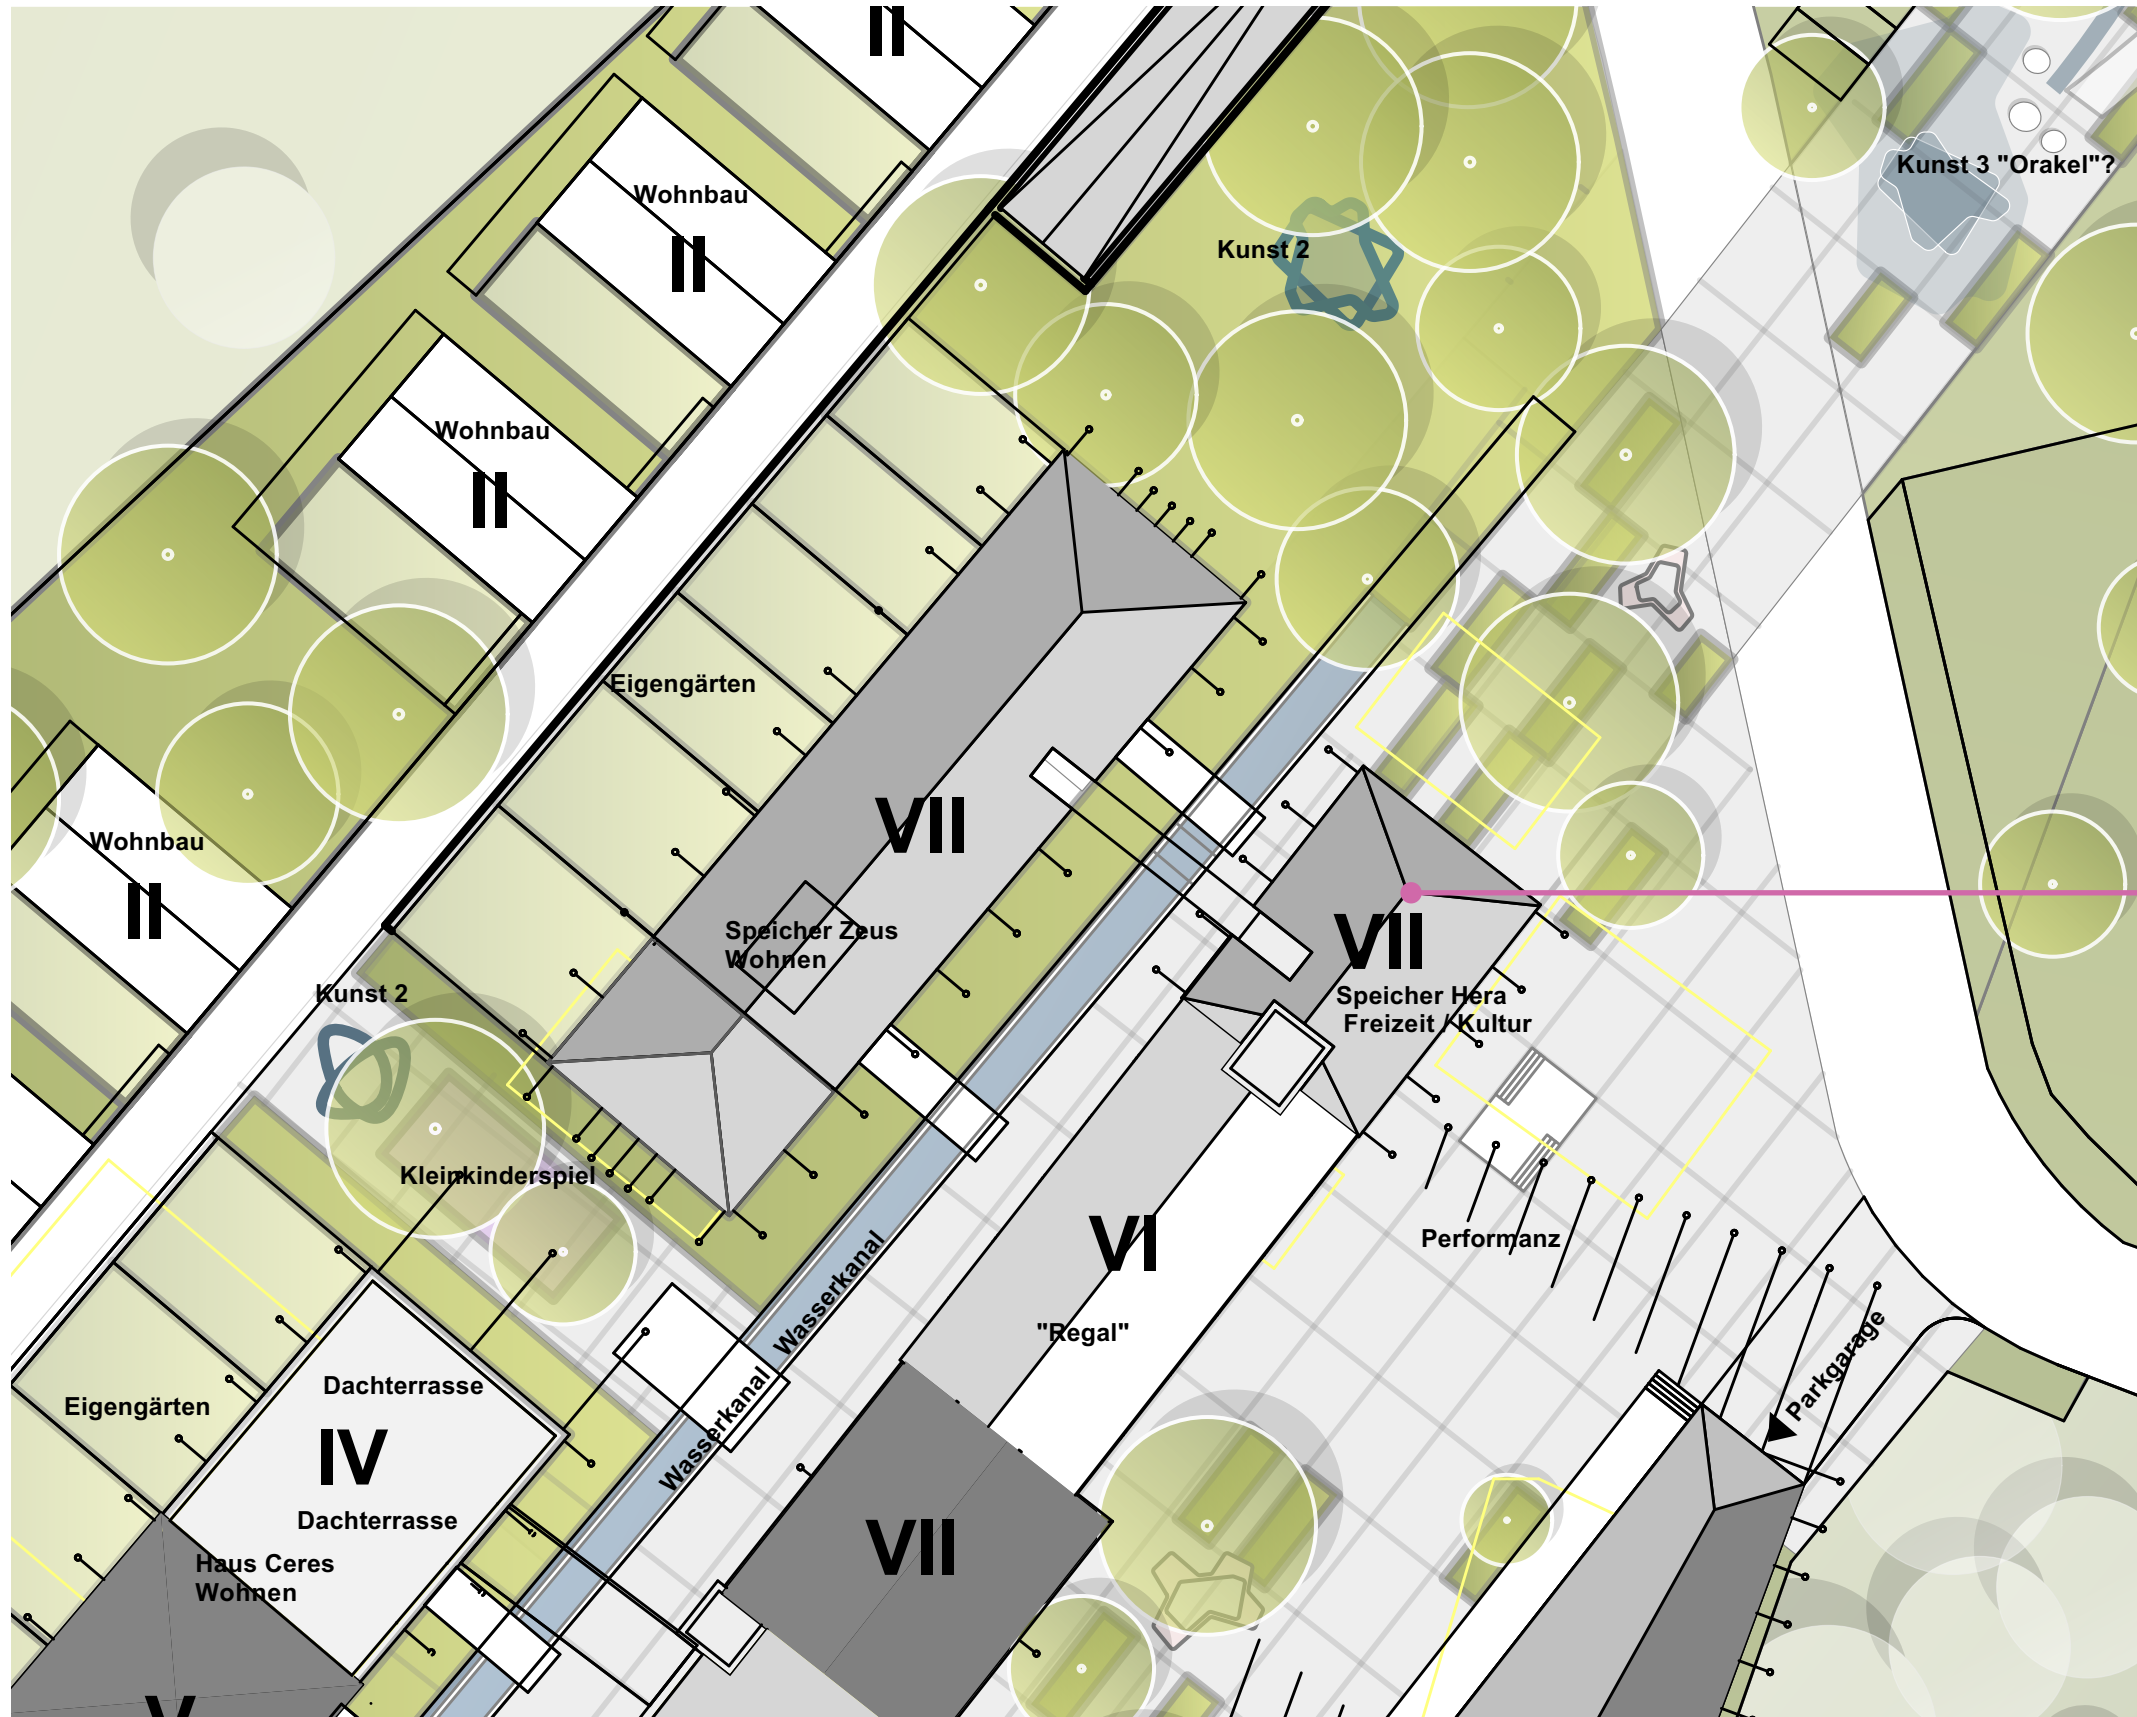 II
Kunst 3 "Orakel"?
Wohnbau
II
Kunst 2
Wohnbau
II
Eigengärten
VII
Wohnbau
II
Speicher Zeus
Wohnen
VII
Speicher Hera
Freizeit / Kultur
Kunst 2
Kleinkinderspiel
VI
Performanz
Wasserkanal
"Regal"
Parkgarage
Wasserkanal
Dachterrasse
Eigengärten
IV
Dachterrasse
VII
Haus Ceres
Wohnen
V